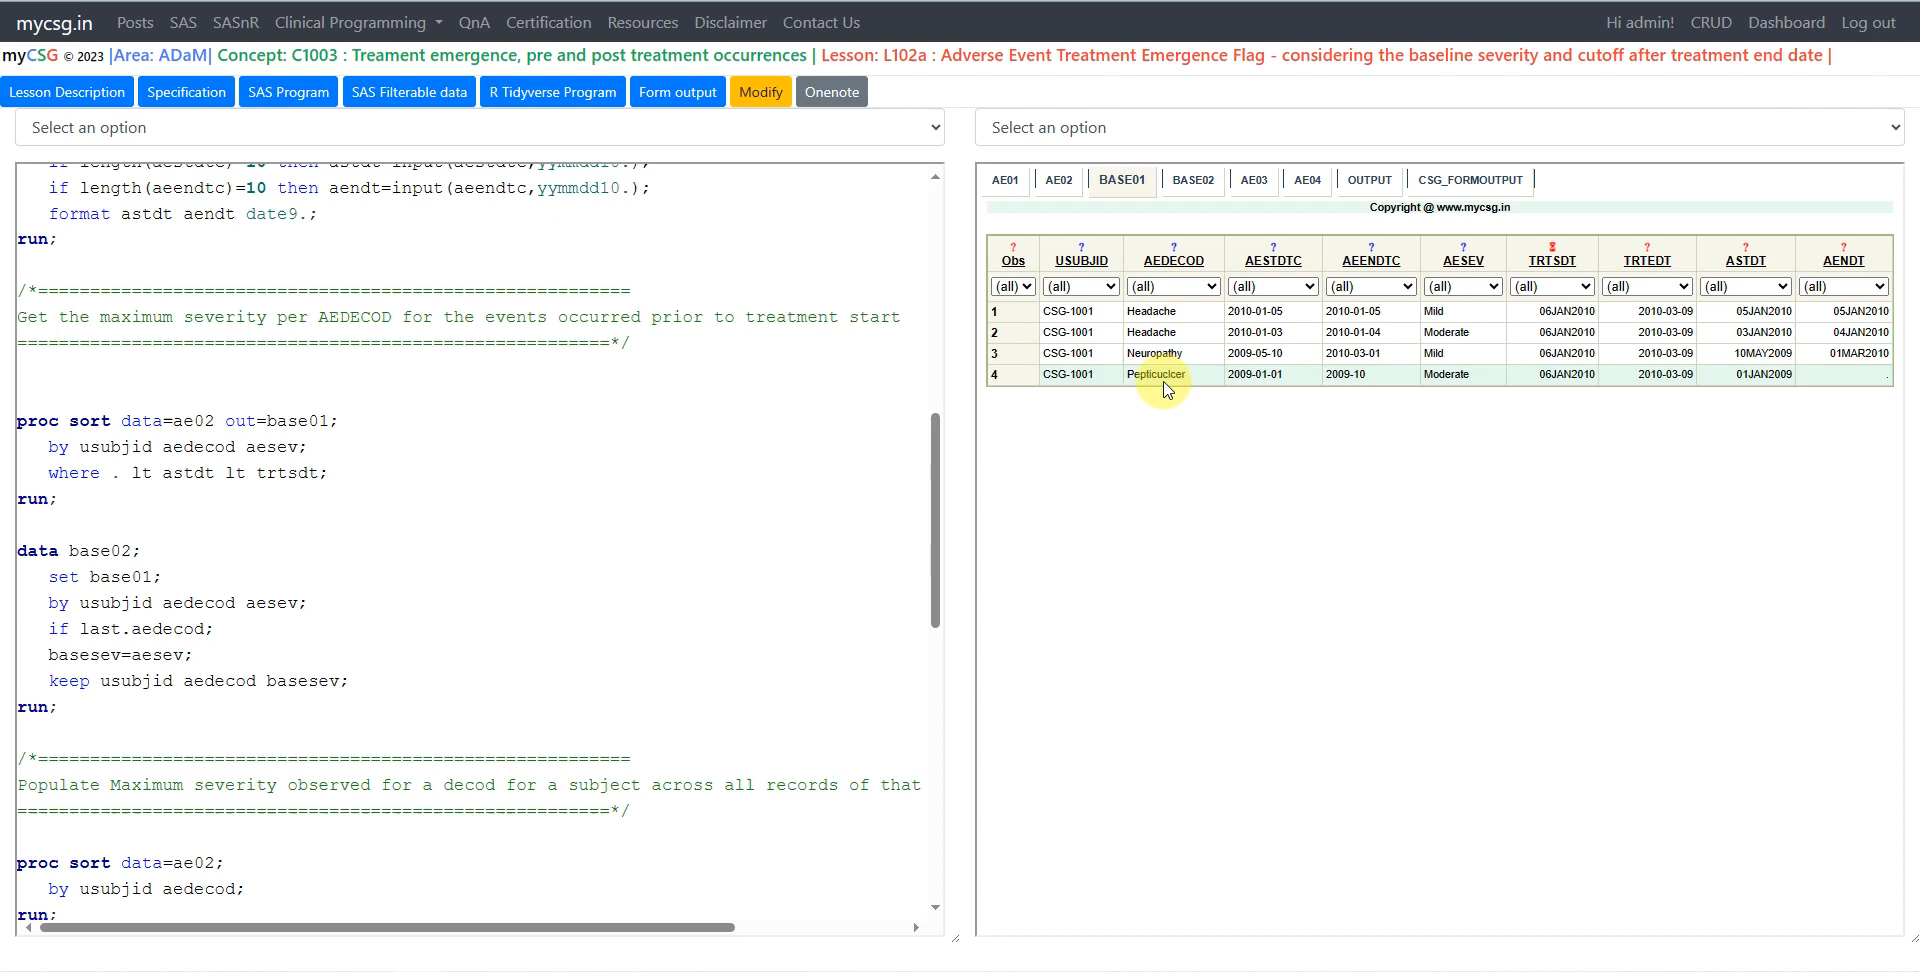 mycsg.in Posts SAS SASnR Clinical Programming QnA Certification Resources Disclaimer Contact Us Hi admin! CRUD Dashboard Log out
myCSG © 2023 |Area: ADaM| Concept: C1003 : Treament emergence, pre and post treatment occurrences | Lesson: L102a : Adverse Event Treatment Emergence Flag - considering the baseline severity and cutoff after treatment end date |
Lesson Description Specification SAS Program SAS Filterable data R Tidyverse Program Form output Modify Onenote
Select an option
if length(aeendtc)=10 then aendt=input(aeendtc,yymmdd10.);
format astdt aendt date9.;
run;
/*=========================================================
Get the maximum severity per AEDECOD for the events occurred prior to treatment start
=========================================================*/
proc sort data=ae02 out=base01;
by usubjid aedecod aesev;
where . lt astdt lt trtsdt;
run;
data base02;
set base01;
by usubjid aedecod aesev;
if last.aedecod;
basesev=aesev;
keep usubjid aedecod basesev;
run;
/*=========================================================
Populate Maximum severity observed for a decod for a subject across all records of that
=========================================================*/
proc sort data=ae02;
by usubjid aedecod;
run;
Select an option
AE01 | AE02 | BASE01 | BASE02 | AE03 | AE04 | OUTPUT | CSG_FORMOUTPUT |
Copyright @ www.mycsg.in
? ? ? ? ? ? ? ? ?
Obs USUBJID AEDECOD AESTDTC AEENDTC AESEV TRTSDT TRTEDT ASTDT AENDT
(all) (all) (all) (all) (all) (all) (all) (all) (all) (all)
1 CSG-1001 Headache 2010-01-05 2010-01-05 Mild 06JAN2010 2010-03-09 05JAN2010 05JAN2010
2 CSG-1001 Headache 2010-01-03 2010-01-04 Moderate 06JAN2010 2010-03-09 03JAN2010 04JAN2010
3 CSG-1001 Neuropathy 2009-05-10 2010-03-01 Mild 06JAN2010 2010-03-09 10MAY2009 01MAR2010
4 CSG-1001 Pepticuclcer 2009-01-01 2009-10 Moderate 06JAN2010 2010-03-09 01JAN2009 .